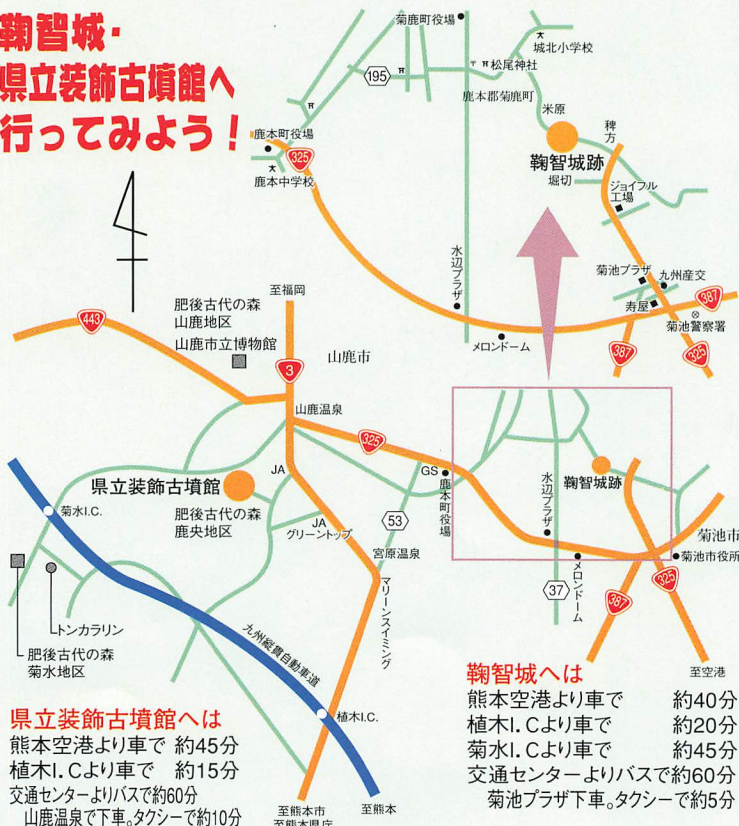 鞠智城・
県立装飾古墳館へ
行ってみよう!
菊鹿町役場
城北小学校
195
松尾神社
鹿本郡菊鹿町
米原
稗方
鹿本町役場
325
鹿本中学校
鞠智城跡
堀切
ジョイフル
工場
水辺プラザ
菊池プラザ
九州産交
寿屋
387
菊池警察署
メロンドーム
387
325
至福岡
肥後古代の森
山鹿地区
山鹿市立博物館
443
山鹿市
3
山鹿温泉
325
GS
鹿本町役場
水辺プラザ
鞠智城跡
県立装飾古墳館
JA
肥後古代の森
鹿央地区
JA
グリーントップ
53
宮原温泉
菊水I.C.
菊池市
菊池市役所
メロンドーム
37
325
387
マリーンスイミング
トンカラリン
肥後古代の森
菊水地区
九州縦貫自動車道
植木I.C.
至空港
至熊本市
至熊本県庁
至熊本
県立装飾古墳館へは
熊本空港より車で 約45分
植木I.Cより車で 約15分
交通センターよりバスで約60分
山鹿温泉で下車。タクシーで約10分
鞠智城へは
熊本空港より車で 約40分
植木I.Cより車で 約20分
菊水I.Cより車で 約45分
交通センターよりバスで約60分
菊池プラザ下車。タクシーで約5分